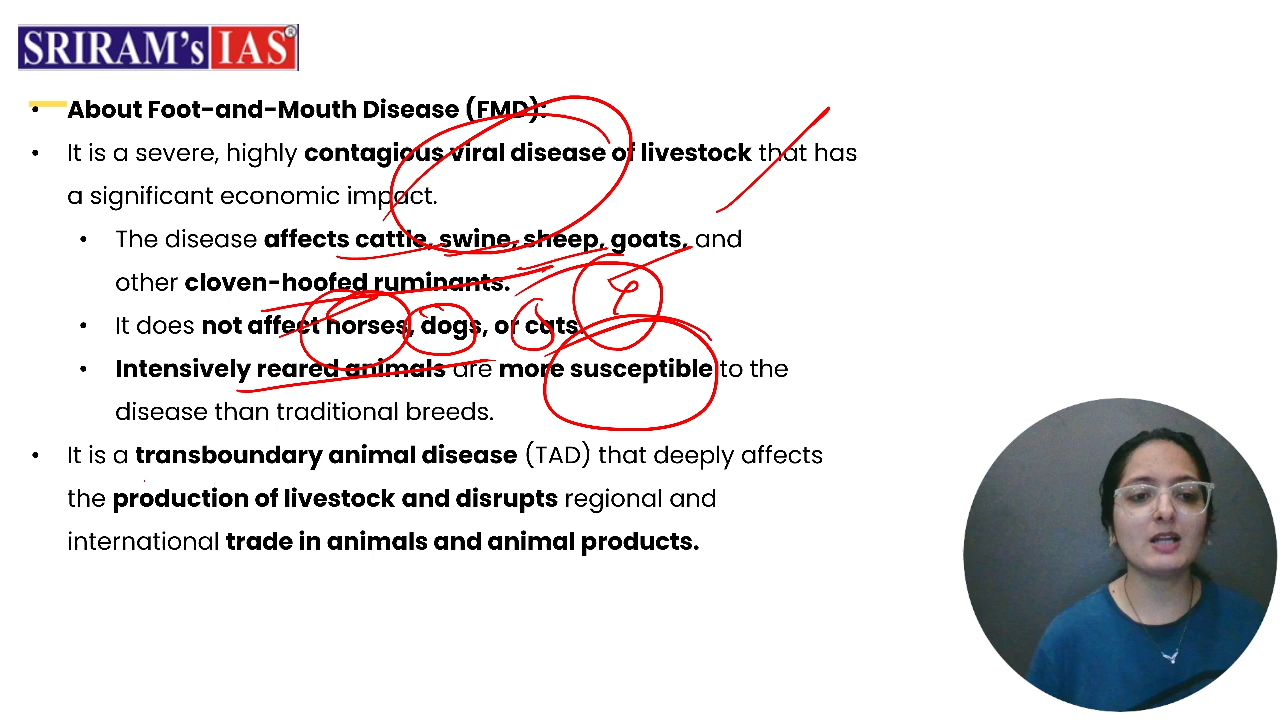 SRIRAM's IAS®
• About Foot-and-Mouth Disease (FMD):
• It is a severe, highly contagious viral disease of livestock that has
a significant economic impact.
• The disease affects cattle, swine, sheep, goats, and
other cloven-hoofed ruminants.
• It does not affect horses, dogs, or cats.
• Intensively reared animals are more susceptible to the
disease than traditional breeds.
• It is a transboundary animal disease (TAD) that deeply affects
the production of livestock and disrupts regional and
international trade in animals and animal products.